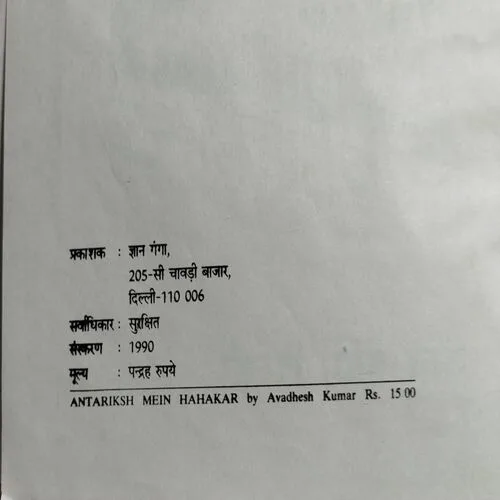 प्रकाशक : ज्ञान गंगा,
205-सी चावड़ी बाजार,
दिल्ली-110 006
सर्वाधिकार : सुरक्षित
संस्करण : 1990
मूल्य : पन्द्रह रुपये
ANTARIKSH MEIN HAHAKAR by Avadhesh Kumar Rs. 15 00